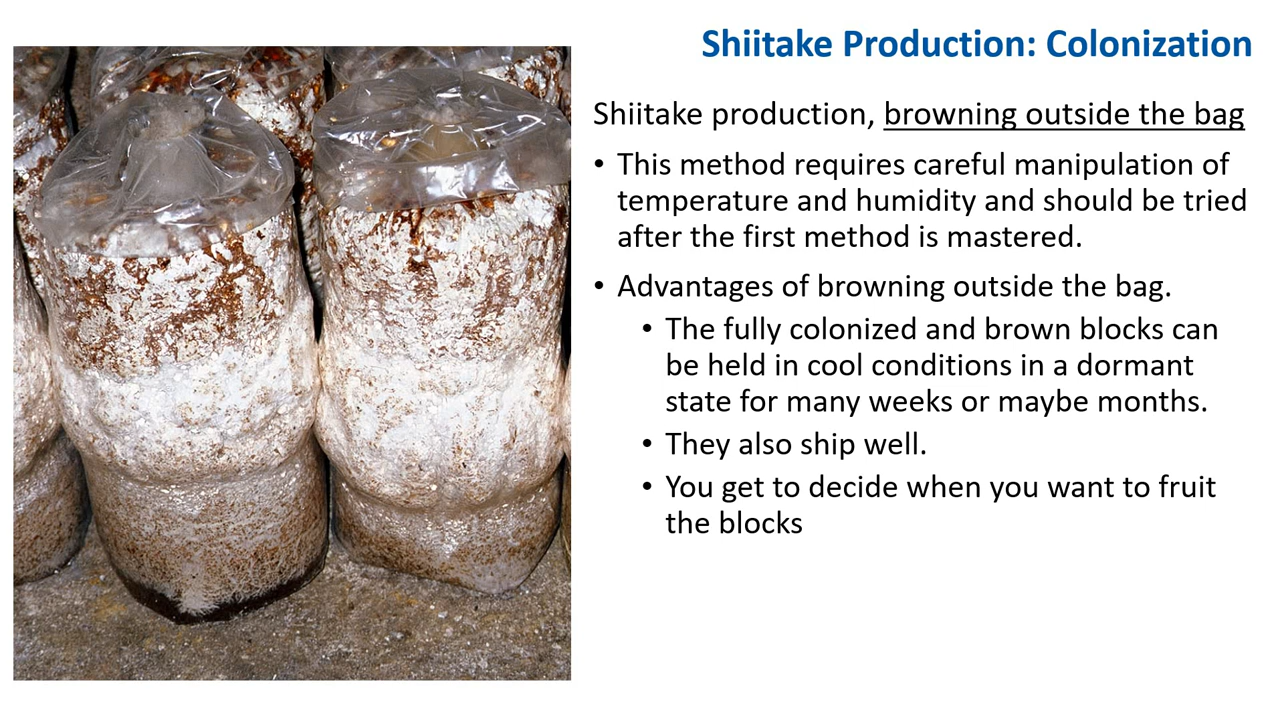 Shiitake Production: Colonization
Shiitake production, browning outside the bag
• This method requires careful manipulation of
temperature and humidity and should be tried
after the first method is mastered.
• Advantages of browning outside the bag.
• The fully colonized and brown blocks can
be held in cool conditions in a dormant
state for many weeks or maybe months.
• They also ship well.
• You get to decide when you want to fruit
the blocks